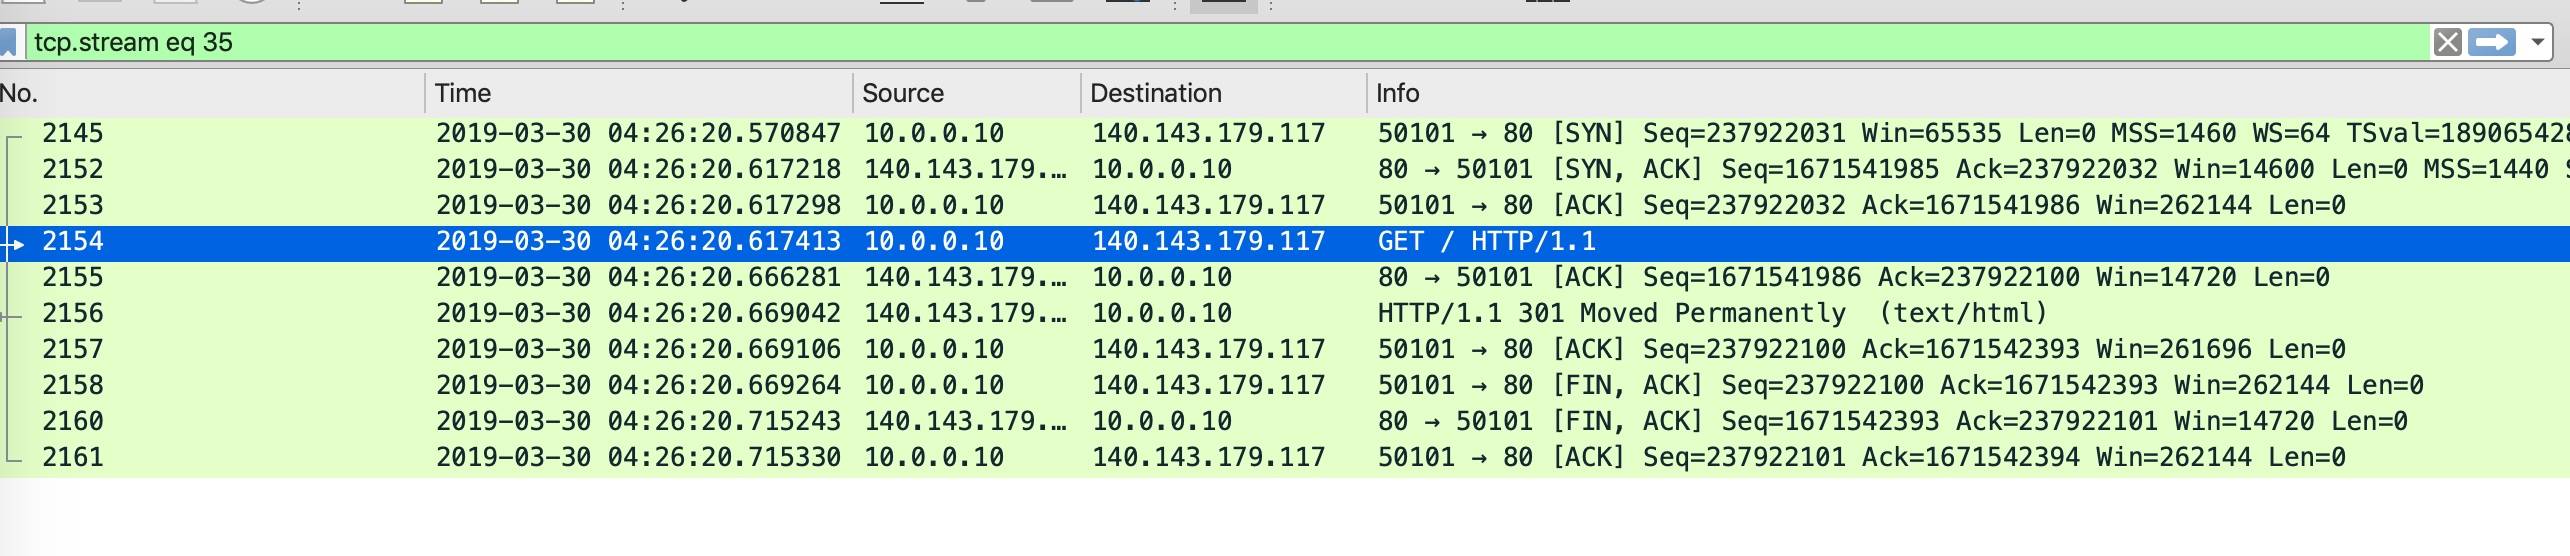 tcp.stream eq 35
No. Time Source Destination Info
2145 2019-03-30 04:26:20.570847 10.0.0.10 140.143.179.117 50101 → 80 [SYN] Seq=237922031 Win=65535 Len=0 MSS=1460 WS=64 TSval=18906542
2152 2019-03-30 04:26:20.617218 140.143.179.… 10.0.0.10 80 → 50101 [SYN, ACK] Seq=1671541985 Ack=237922032 Win=14600 Len=0 MSS=1440
2153 2019-03-30 04:26:20.617298 10.0.0.10 140.143.179.117 50101 → 80 [ACK] Seq=237922032 Ack=1671541986 Win=262144 Len=0
2154 2019-03-30 04:26:20.617413 10.0.0.10 140.143.179.117 GET / HTTP/1.1
2155 2019-03-30 04:26:20.666281 140.143.179.… 10.0.0.10 80 → 50101 [ACK] Seq=1671541986 Ack=237922100 Win=14720 Len=0
2156 2019-03-30 04:26:20.669042 140.143.179.… 10.0.0.10 HTTP/1.1 301 Moved Permanently (text/html)
2157 2019-03-30 04:26:20.669106 10.0.0.10 140.143.179.117 50101 → 80 [ACK] Seq=237922100 Ack=1671542393 Win=261696 Len=0
2158 2019-03-30 04:26:20.669264 10.0.0.10 140.143.179.117 50101 → 80 [FIN, ACK] Seq=237922100 Ack=1671542393 Win=262144 Len=0
2160 2019-03-30 04:26:20.715243 140.143.179.… 10.0.0.10 80 → 50101 [FIN, ACK] Seq=1671542393 Ack=237922101 Win=14720 Len=0
2161 2019-03-30 04:26:20.715330 10.0.0.10 140.143.179.117 50101 → 80 [ACK] Seq=237922101 Ack=1671542394 Win=262144 Len=0